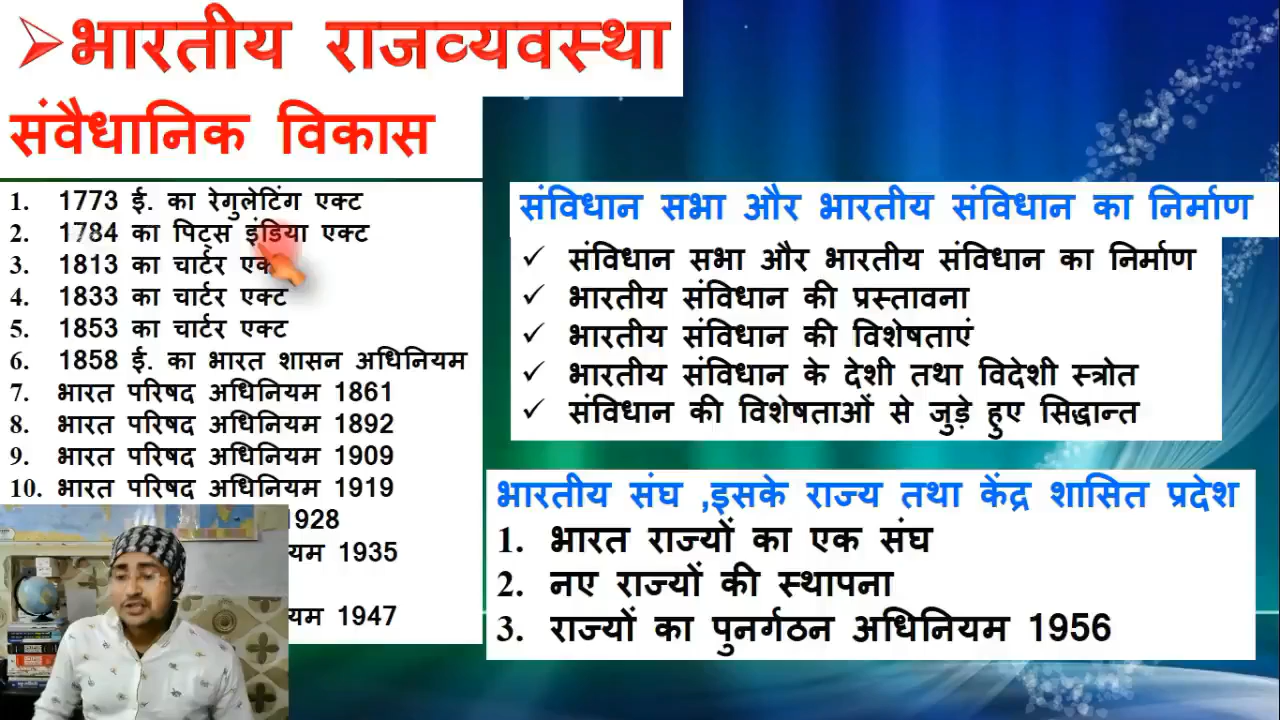 भारतीय राजव्यवस्था
संवैधानिक विकास
1. 1773 ई. का रेगुलेटिंग एक्ट
2. 1784 का पिट्स इंडिया एक्ट
3. 1813 का चार्टर एक्
4. 1833 का चार्टर एक्ट
5. 1853 का चार्टर एक्ट
6. 1858 ई. का भारत शासन अधिनियम
7. भारत परिषद अधिनियम 1861
8. भारत परिषद अधिनियम 1892
9. भारत परिषद अधिनियम 1909
10. भारत परिषद अधिनियम 1919
1928
यम 1935
यम 1947
संविधान सभा और भारतीय संविधान का निर्माण
✓ संविधान सभा और भारतीय संविधान का निर्माण
✓ भारतीय संविधान की प्रस्तावना
✓ भारतीय संविधान की विशेषताएं
✓ भारतीय संविधान के देशी तथा विदेशी स्त्रोत
✓ संविधान की विशेषताओं से जुड़े हुए सिद्धान्त
भारतीय संघ ,इसके राज्य तथा केंद्र शासित प्रदेश
1. भारत राज्यों का एक संघ
2. नए राज्यों की स्थापना
3. राज्यों का पुनर्गठन अधिनियम 1956